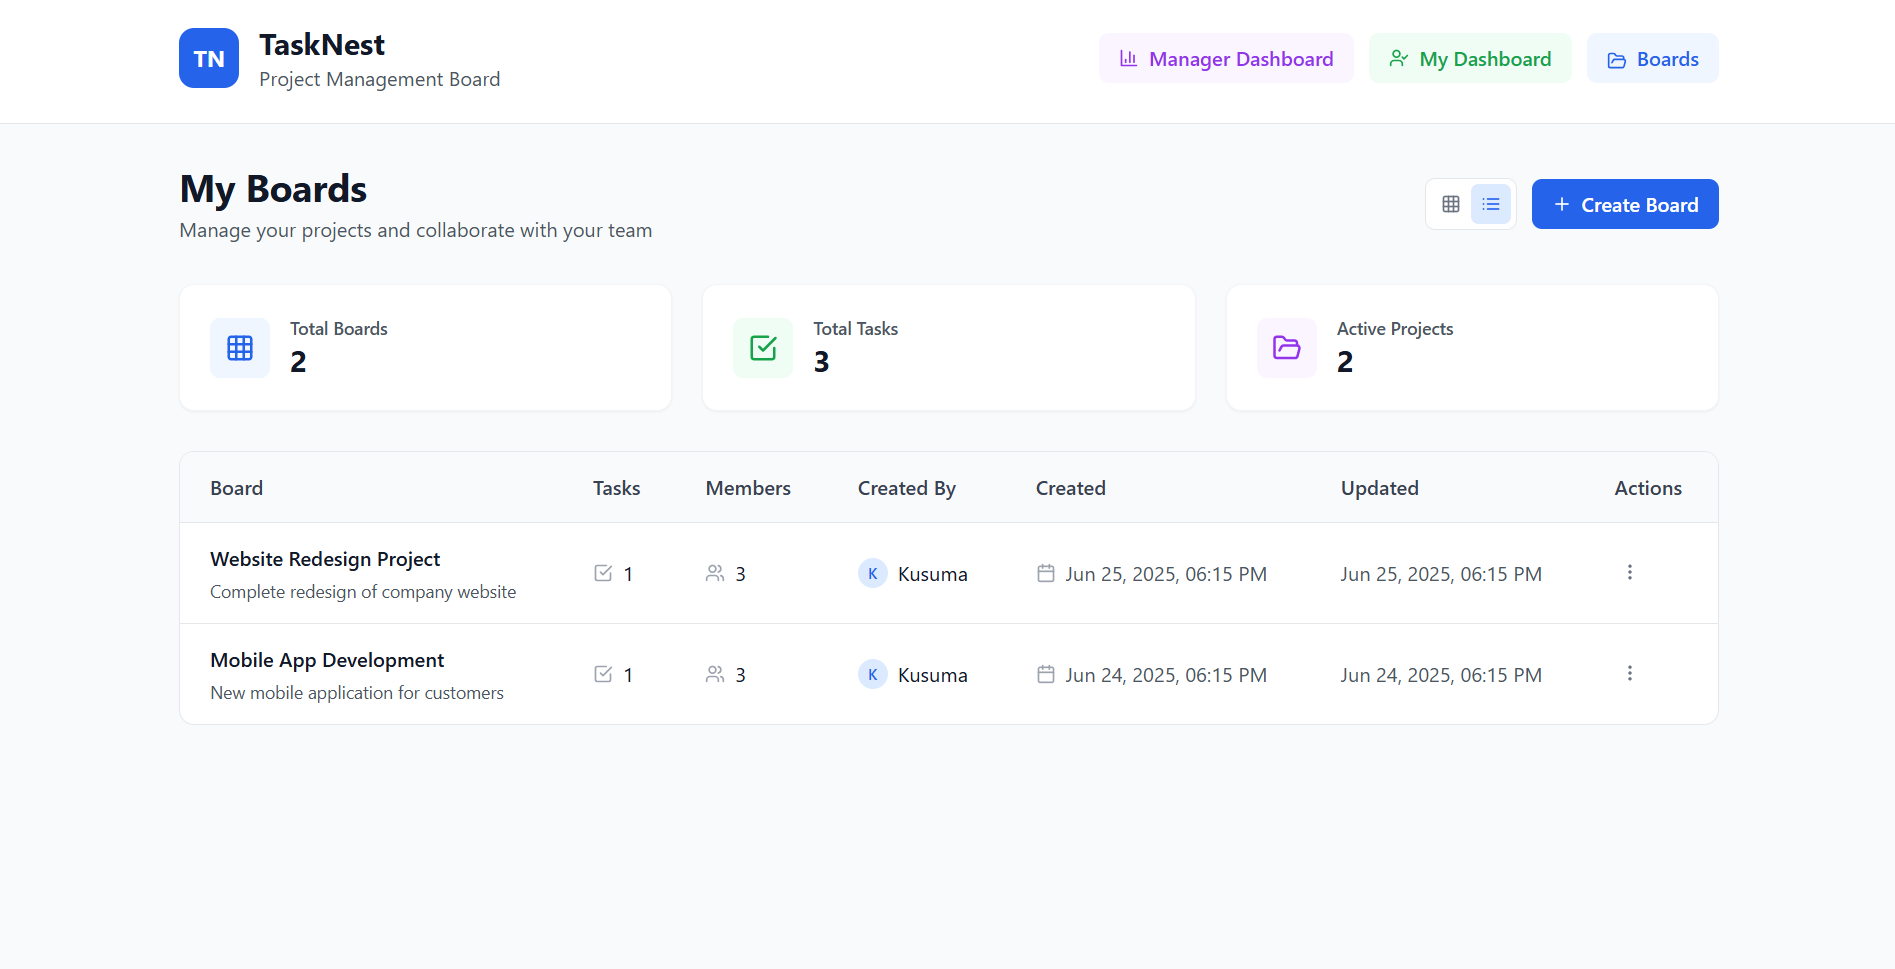 TN
TaskNest
Project Management Board
Manager Dashboard
My Dashboard
Boards
My Boards
Manage your projects and collaborate with your team
Create Board
Total Boards
2
Total Tasks
3
Active Projects
2
Board Tasks Members Created By Created Updated Actions
Website Redesign Project
Complete redesign of company website
1 3 K Kusuma Jun 25, 2025, 06:15 PM Jun 25, 2025, 06:15 PM
Mobile App Development
New mobile application for customers
1 3 K Kusuma Jun 24, 2025, 06:15 PM Jun 24, 2025, 06:15 PM